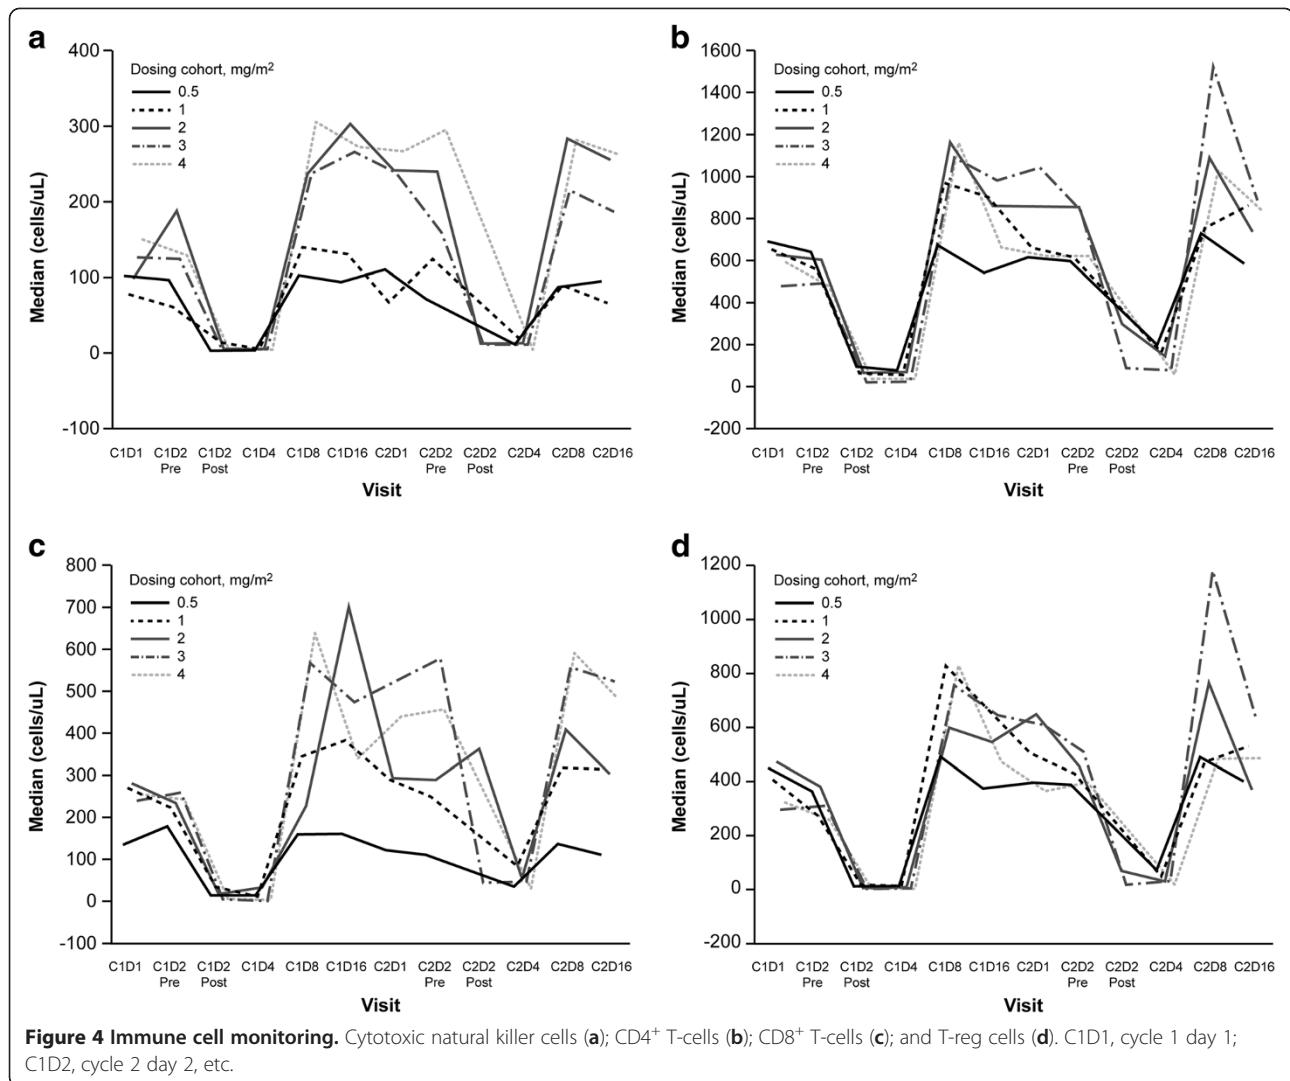 a
400
300
200
100
0
-100
Median (cells/uL)
Dosing cohort, mg/m²
0.5
1
2
3
4
C1D1 C1D2 Pre C1D2 Post C1D4 C1D8 C1D16 C2D1 C2D2 Pre C2D2 Post C2D4 C2D8 C2D16
Visit
b
1600
1400
1200
1000
800
600
400
200
0
-200
Median (cells/uL)
Dosing cohort, mg/m²
0.5
1
2
3
4
C1D1 C1D2 Pre C1D2 Post C1D4 C1D8 C1D16 C2D1 C2D2 Pre C2D2 Post C2D4 C2D8 C2D16
Visit
c
800
700
600
500
400
300
200
100
0
-100
Median (cells/uL)
Dosing cohort, mg/m²
0.5
1
2
3
4
C1D1 C1D2 Pre C1D2 Post C1D4 C1D8 C1D16 C2D1 C2D2 Pre C2D2 Post C2D4 C2D8 C2D16
Visit
d
1200
1000
800
600
400
200
0
-200
Median (cells/uL)
Dosing cohort, mg/m²
0.5
1
2
3
4
C1D1 C1D2 Pre C1D2 Post C1D4 C1D8 C1D16 C2D1 C2D2 Pre C2D2 Post C2D4 C2D8 C2D16
Visit
Figure 4 Immune cell monitoring. Cytotoxic natural killer cells (a); CD4⁺ T-cells (b); CD8⁺ T-cells (c); and T-reg cells (d). C1D1, cycle 1 day 1;
C1D2, cycle 2 day 2, etc.